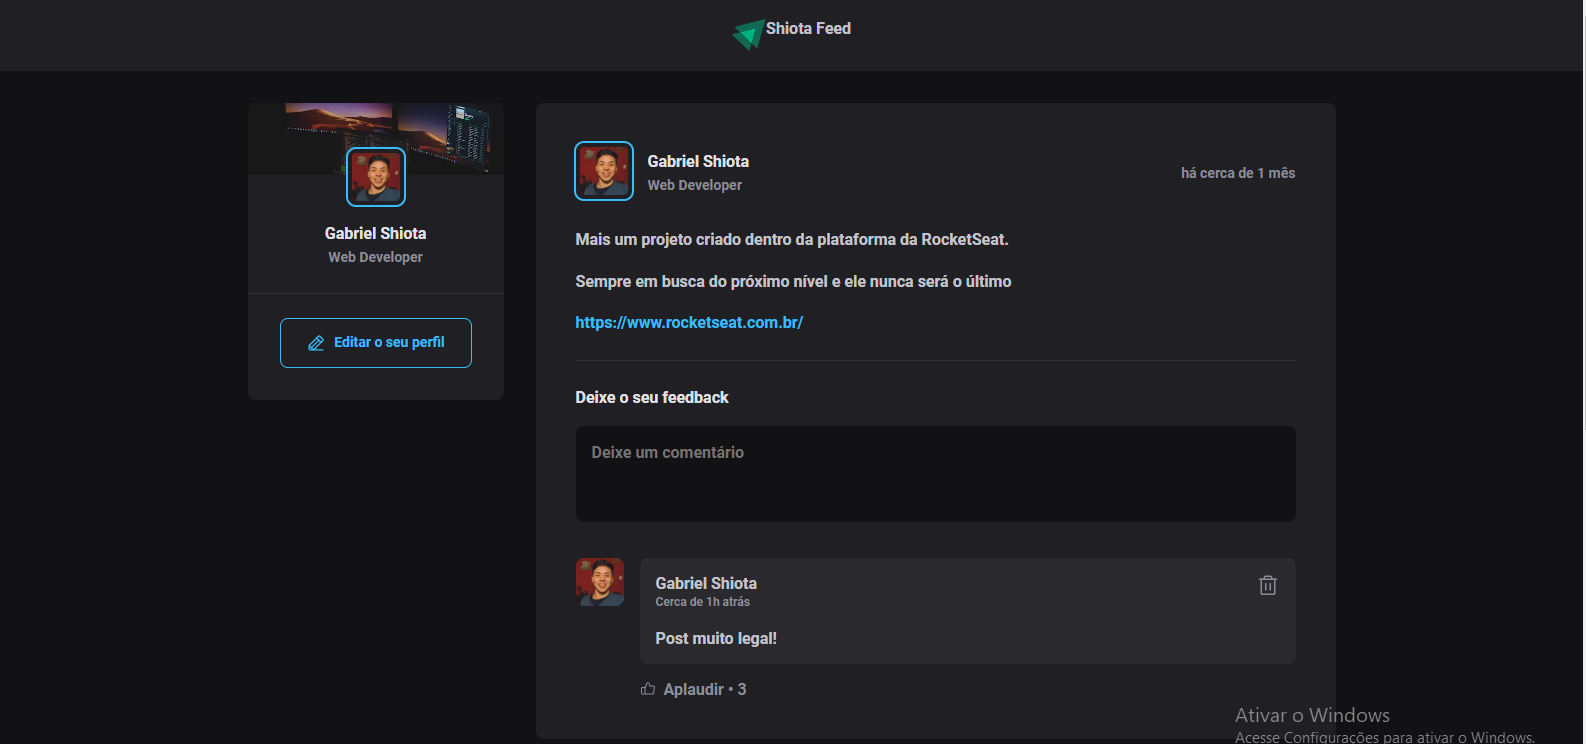 Shiota Feed
Gabriel Shiota
Web Developer
Editar o seu perfil
Gabriel Shiota
Web Developer
há cerca de 1 mês
Mais um projeto criado dentro da plataforma da RocketSeat.
Sempre em busca do próximo nível e ele nunca será o último
https://www.rocketseat.com.br/
Deixe o seu feedback
Deixe um comentário
Gabriel Shiota
Cerca de 1h atrás
Post muito legal!
Aplaudir • 3
Ativar o Windows
Acesse Configurações para ativar o Windows.